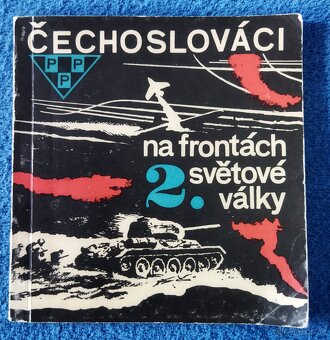 ČECHOSLOVÁCI
P P
P
na frontách
2. světové
války